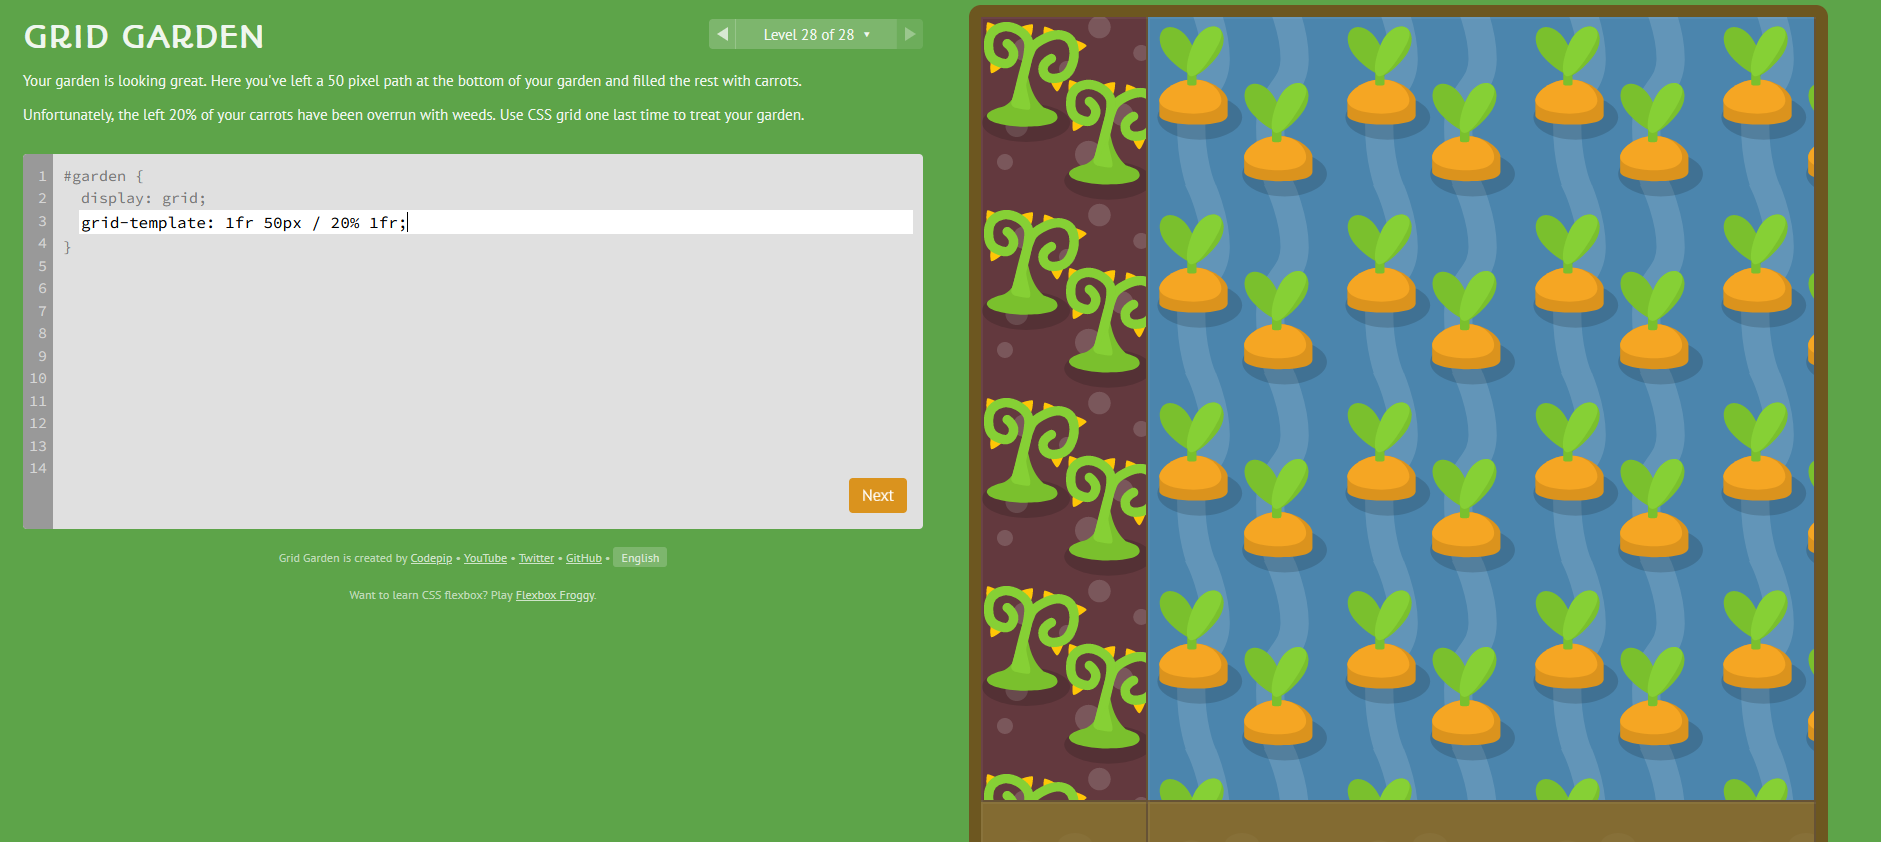 GRID GARDEN
Level 28 of 28
Your garden is looking great. Here you've left a 50 pixel path at the bottom of your garden and filled the rest with carrots.
Unfortunately, the left 20% of your carrots have been overrun with weeds. Use CSS grid one last time to treat your garden.
1 #garden {
2 display: grid;
3 grid-template: 1fr 50px / 20% 1fr;
4 }
5
6
7
8
9
10
11
12
13
14
Next
Grid Garden is created by Codepip • YouTube • Twitter • GitHub • English
Want to learn CSS flexbox? Play Flexbox Froggy.